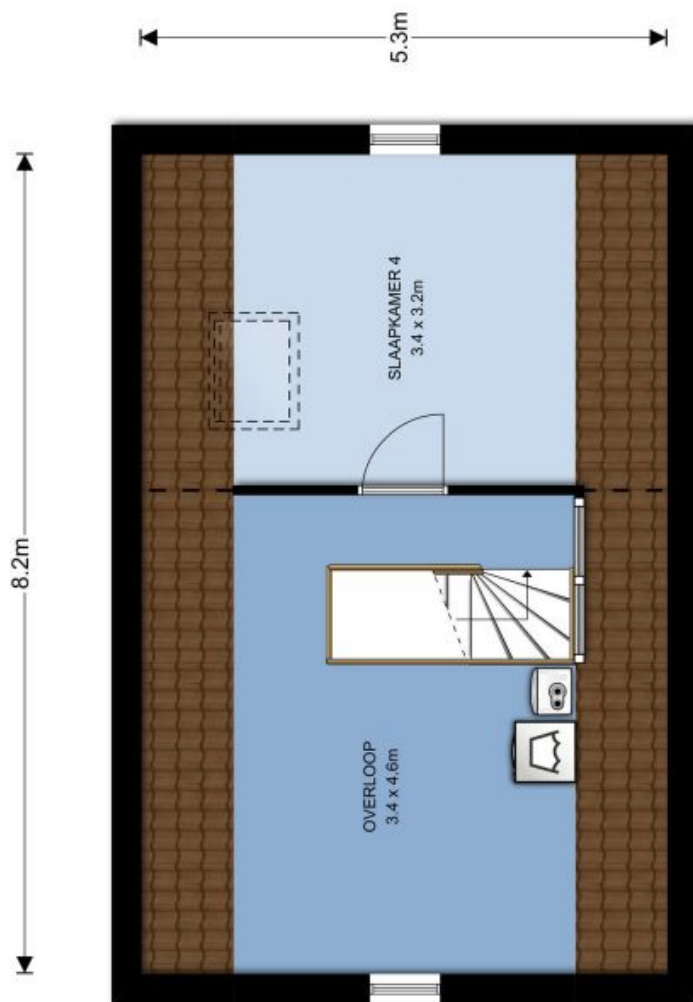 5.3m
8.2m
SLAAPKAMER 4
3.4 x 3.2m
OVERLOOP
3.4 x 4.6m